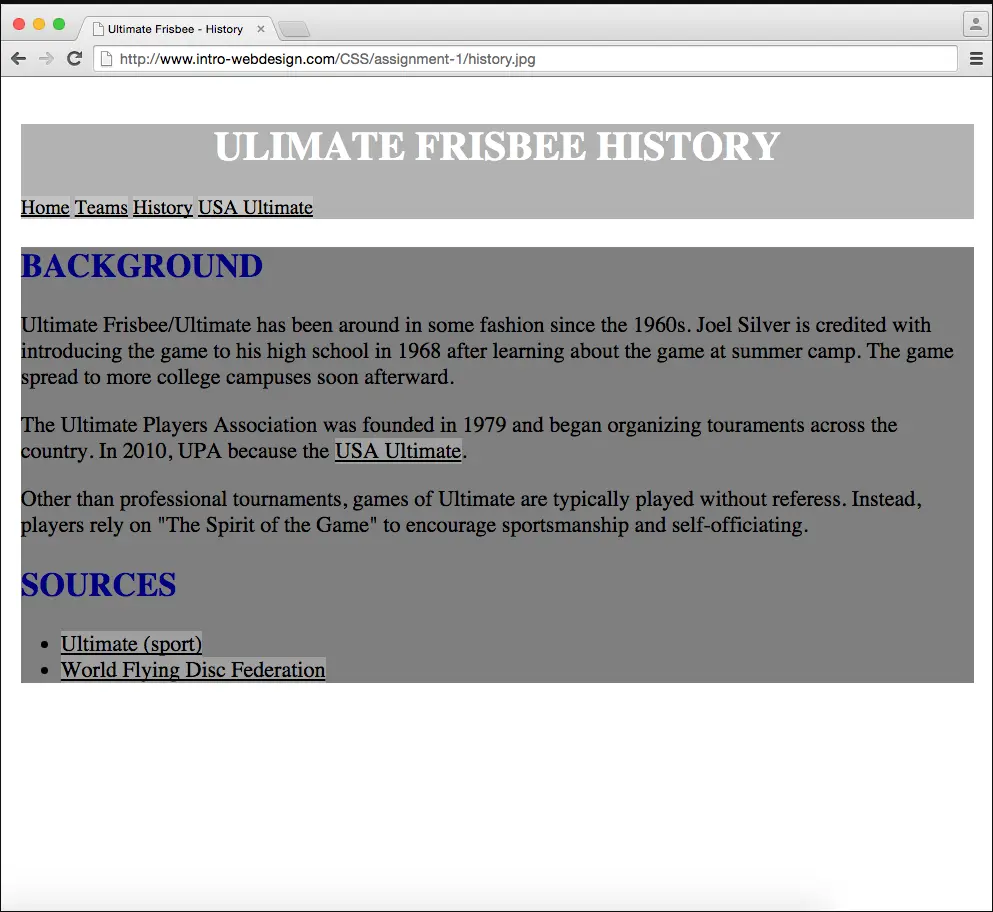 Ultimate Frisbee - History
http://www.intro-webdesign.com/CSS/assignment-1/history.jpg
ULIMATE FRISBEE HISTORY
Home Teams History USA Ultimate
BACKGROUND
Ultimate Frisbee/Ultimate has been around in some fashion since the 1960s. Joel Silver is credited with
introducing the game to his high school in 1968 after learning about the game at summer camp. The game
spread to more college campuses soon afterward.
The Ultimate Players Association was founded in 1979 and began organizing touraments across the
country. In 2010, UPA because the USA Ultimate.
Other than professional tournaments, games of Ultimate are typically played without referess. Instead,
players rely on "The Spirit of the Game" to encourage sportsmanship and self-officiating.
SOURCES
• Ultimate (sport)
• World Flying Disc Federation